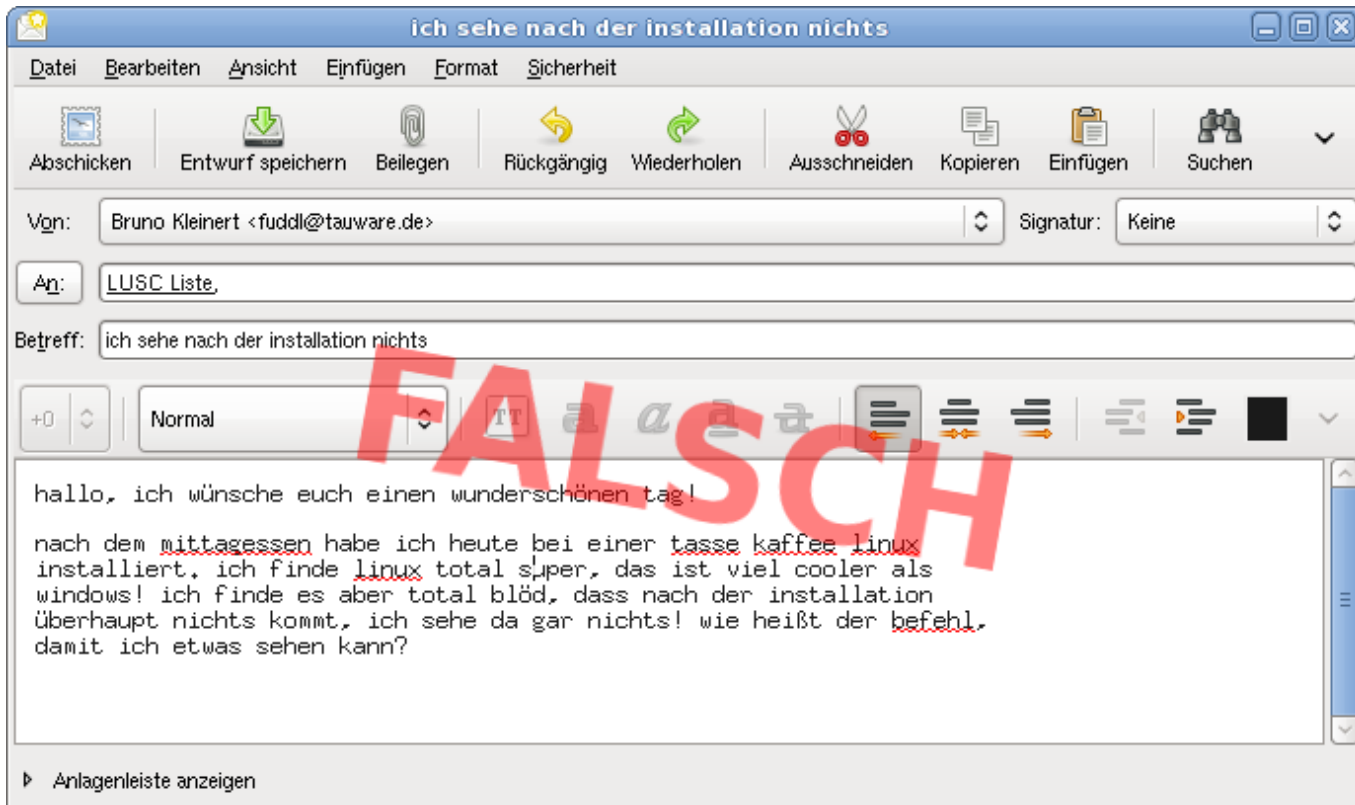 ich sehe nach der installation nichts
Datei Bearbeiten Ansicht Einfügen Format Sicherheit
Abschicken Entwurf speichern Beilegen Rückgängig Wiederholen Ausschneiden Kopieren Einfügen Suchen
Von: Bruno Kleinert <fuddl@tauware.de> Signatur: Keine
An: LUSC Liste,
Betreff: ich sehe nach der installation nichts
+0 Normal TT a a a a
FALSCH
hallo, ich wünsche euch einen wunderschönen tag!
nach dem mittagessen habe ich heute bei einer tasse kaffee linux
installiert. ich finde linux total super, das ist viel cooler als
windows! ich finde es aber total blöd, dass nach der installation
überhaupt nichts kommt, ich sehe da gar nichts! wie heißt der befehl,
damit ich etwas sehen kann?
Anlagenleiste anzeigen